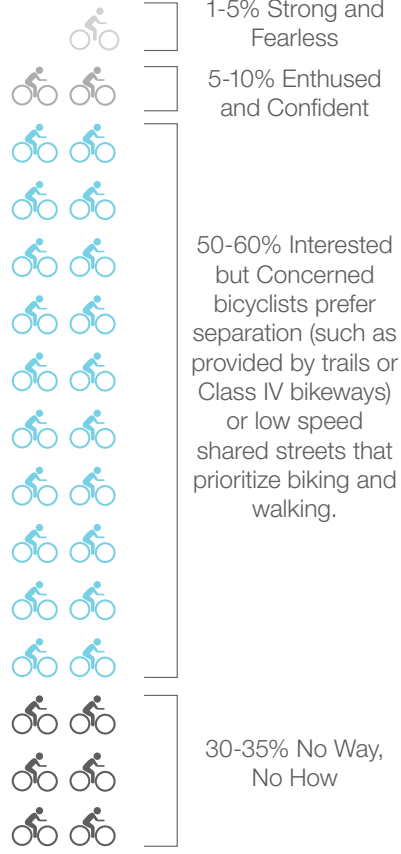 1-5% Strong and
Fearless
5-10% Enthused
and Confident
50-60% Interested
but Concerned
bicyclists prefer
separation (such as
provided by trails or
Class IV bikeways)
or low speed
shared streets that
prioritize biking and
walking.
30-35% No Way,
No How